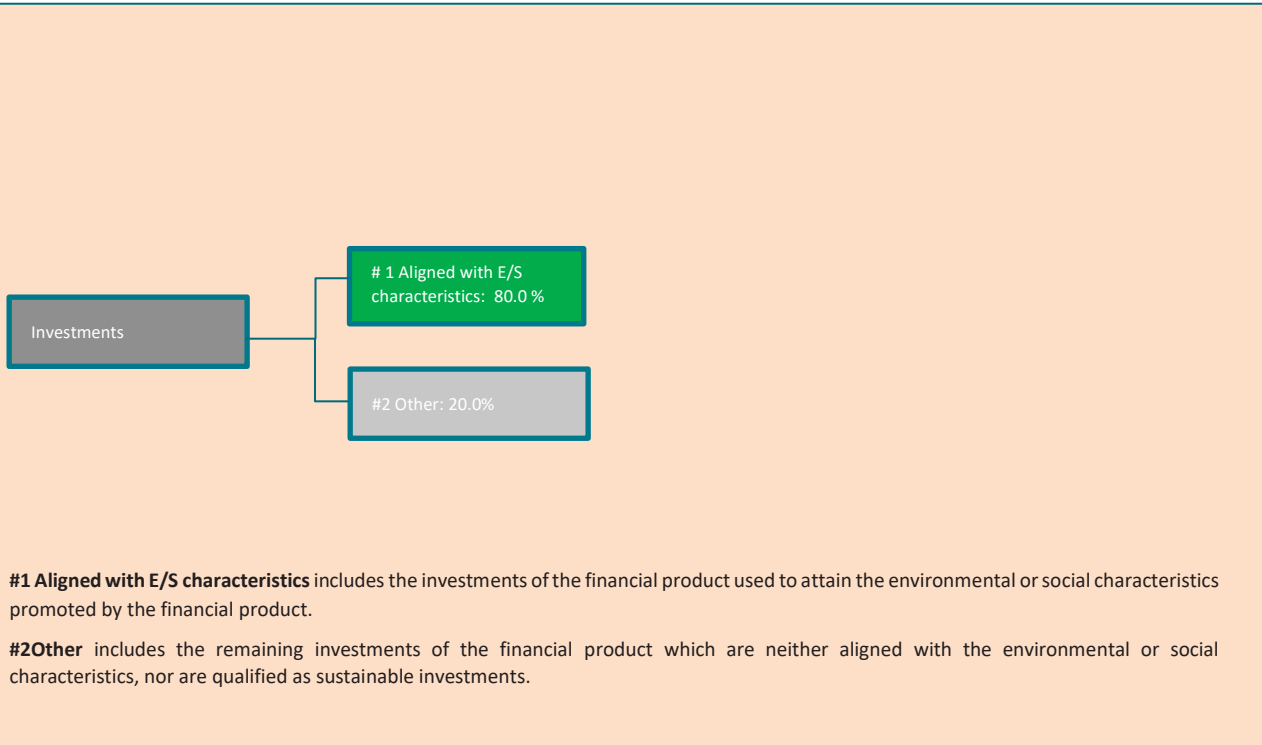 # 1 Aligned with E/S
characteristics: 80.0 %
Investments
#2 Other: 20.0%
#1 Aligned with E/S characteristics includes the investments of the financial product used to attain the environmental or social characteristics
promoted by the financial product.
#2Other includes the remaining investments of the financial product which are neither aligned with the environmental or social
characteristics, nor are qualified as sustainable investments.